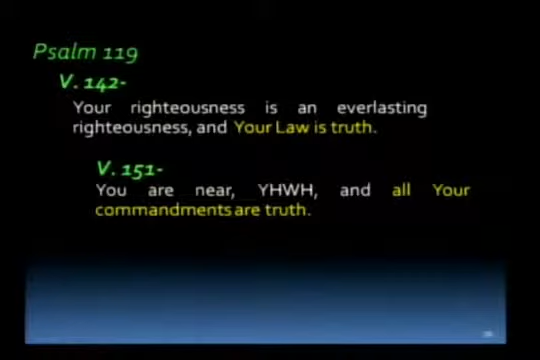 Psalm 119
V. 142-
Your righteousness is an everlasting
righteousness, and Your Law is truth.
V. 151-
You are near, YHWH, and all Your
commandments are truth.